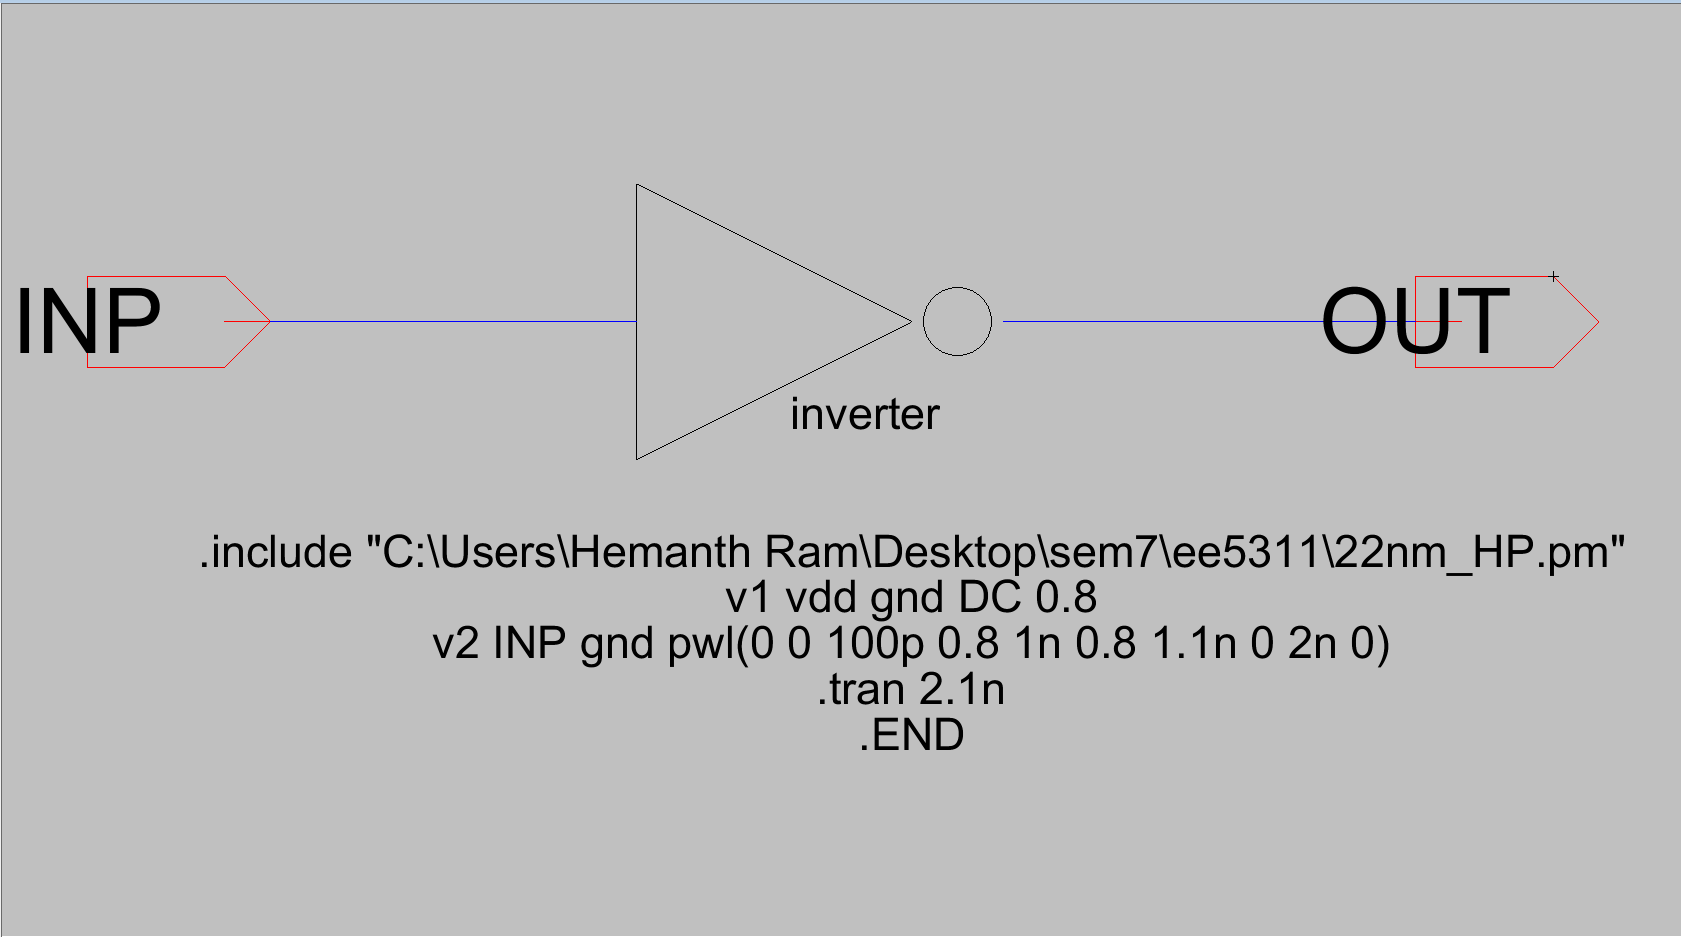 INP
OUT
inverter
.include "C:\Users\Hemanth Ram\Desktop\sem7\ee5311\22nm_HP.pm"
v1 vdd gnd DC 0.8
v2 INP gnd pwl(0 0 100p 0.8 1n 0.8 1.1n 0 2n 0)
.tran 2.1n
.END